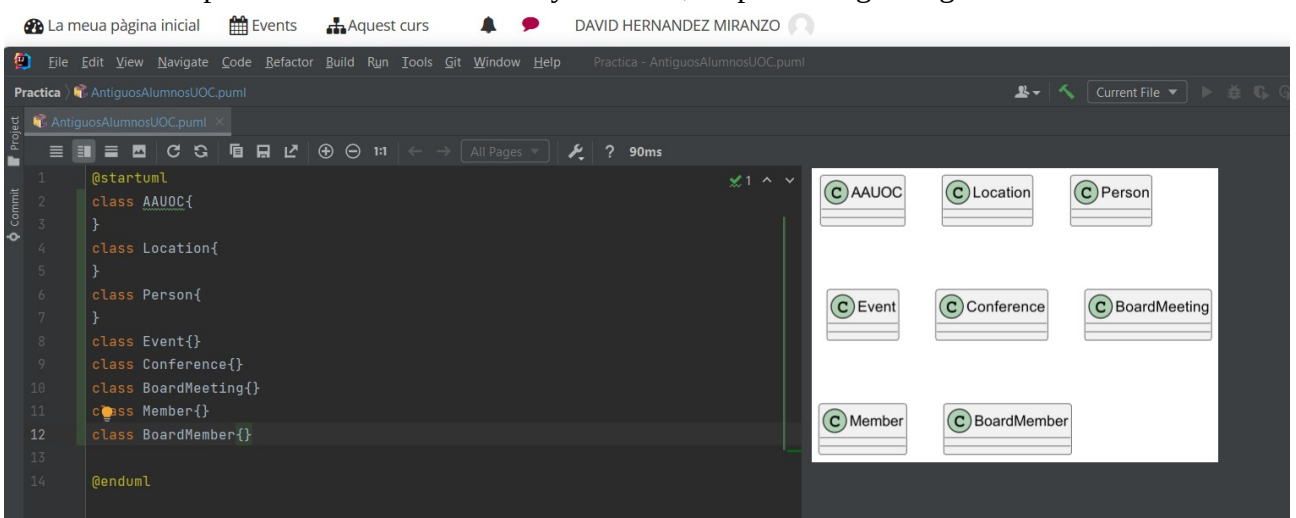 La meua pàgina inicial Events Aquest curs DAVID HERNANDEZ MIRANZO
File Edit View Navigate Code Refactor Build Run Tools Git Window Help Practica - AntiguosAlumnosUOC.puml
Practica AntiguosAlumnosUOC.puml Current File
Project
Commit
AntiguosAlumnosUOC.puml
1:1 All Pages ? 90ms
1 @startuml
1
2 class AAUOC{
3 }
4 class Location{
5 }
6 class Person{
7 }
8 class Event{}
9 class Conference{}
10 class BoardMeeting{}
11 class Member{}
12 class BoardMember{}
13
14 @enduml
C AAUOC C Location C Person
C Event C Conference C BoardMeeting
C Member C BoardMember